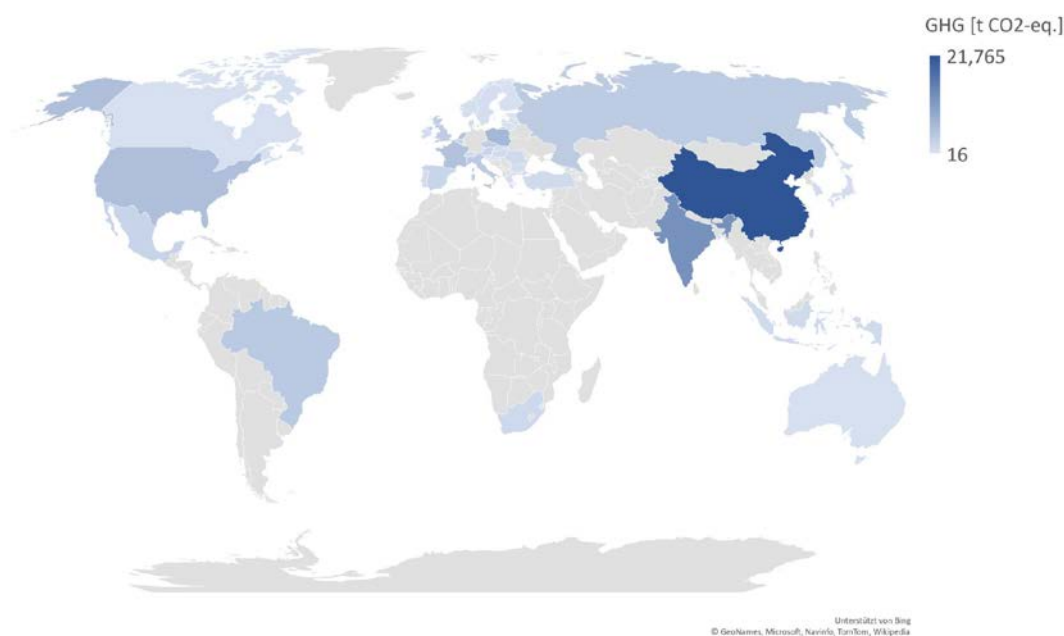 GHG [t CO2-eq.]
21,765
16
Unterstützt von Bing
© GeoNames, Microsoft, Navinfo, TomTom, Wikipedia